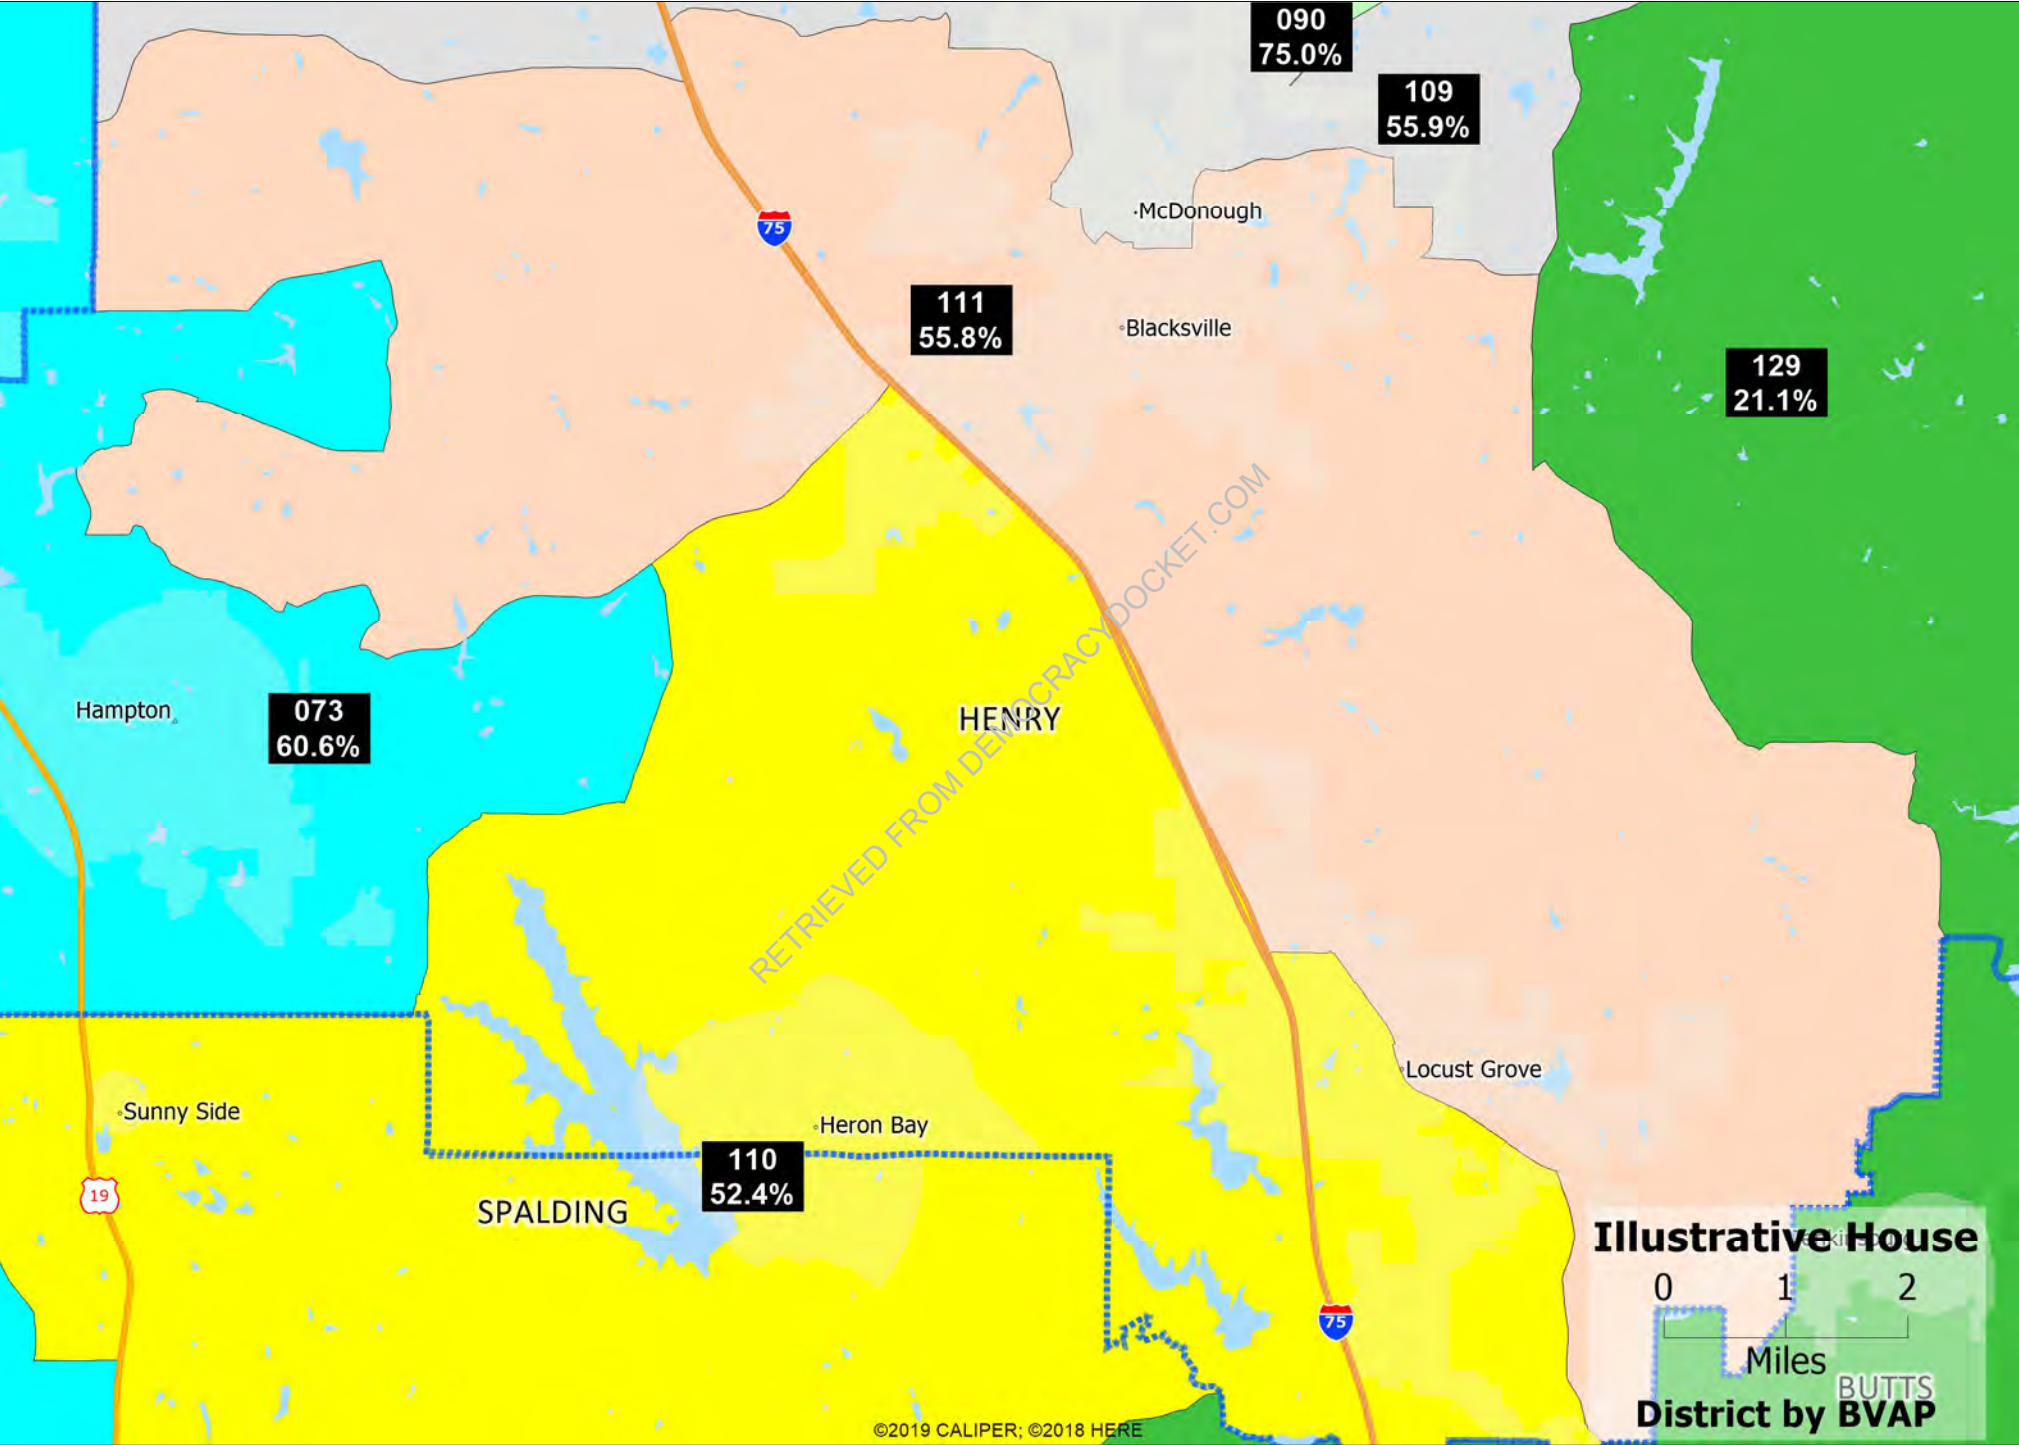 090
75.0%
109
55.9%
McDonough
75
111
55.8%
Blacksville
129
21.1%
RETRIEVED FROM DEMOCRACYDOCKET.COM
Hampton
073
60.6%
HENRY
Locust Grove
Sunny Side
Heron Bay
110
52.4%
19
SPALDING
Illustrative House
0 1 2
75
Miles
BUTTS
District by BVAP
©2019 CALIPER; ©2018 HERE